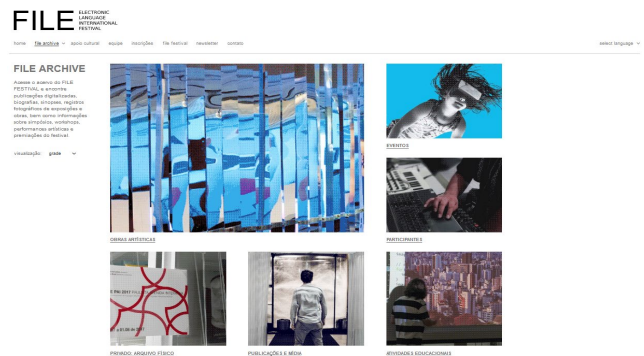 FILE ELECTRONIC
LANGUAGE
INTERNATIONAL
FESTIVAL
home file archive apoio cultural equipe inscrições file festival newsletter contato select language
FILE ARCHIVE
Acesse o acervo do FILE
FESTIVAL e encontre
publicações digitalizadas,
biografias, sinopses, registros
fotográficos de exposições e
obras, bem como informações
sobre simpósios, workshops,
performances artísticas e
premiações do festival.
visualização: grade
EVENTOS
OBRAS ARTÍSTICAS
PARTICIPANTES
PRIVADO: ARQUIVO FÍSICO
PUBLICAÇÕES E MÍDIA
ATIVIDADES EDUCACIONAIS